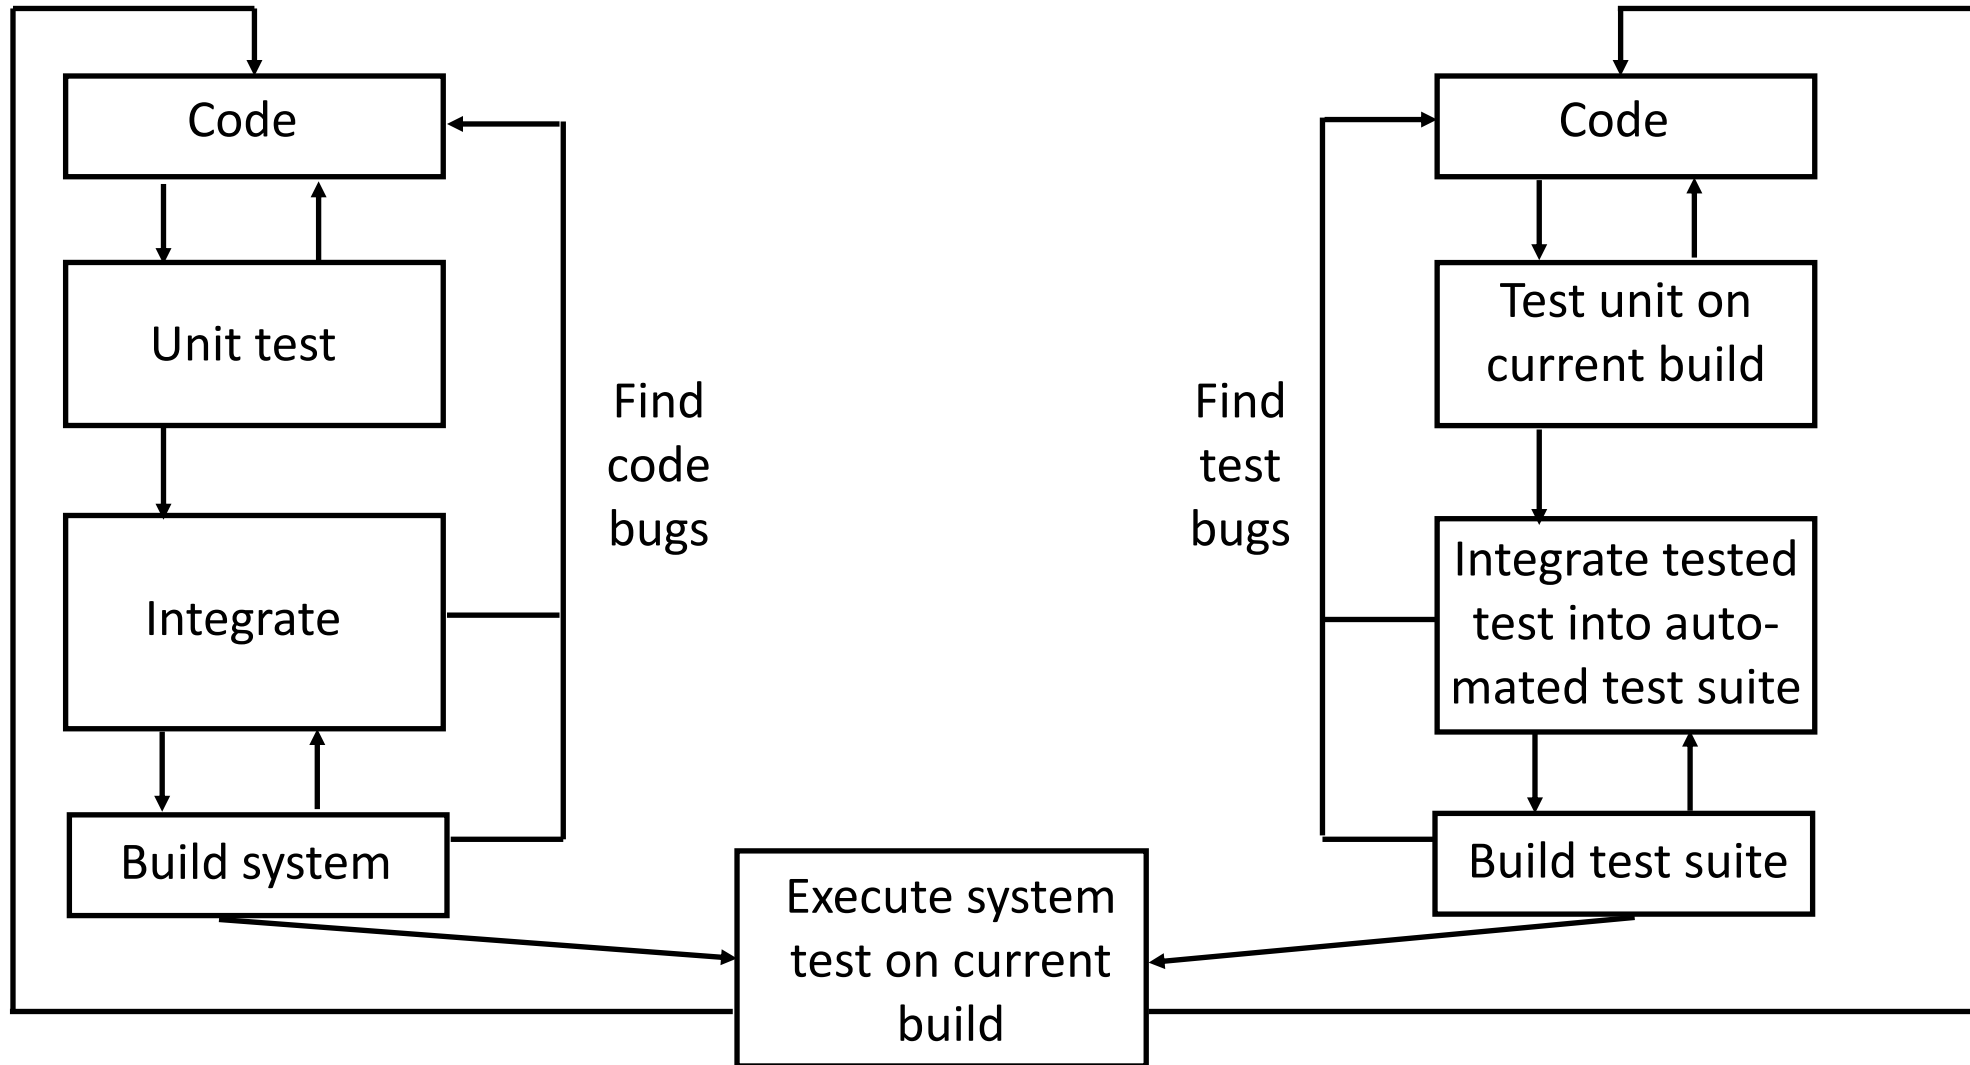 Code
Unit test
Integrate
Build system
Find
code
bugs
Execute system
test on current
build
Find
test
bugs
Code
Test unit on
current build
Integrate tested
test into auto-
mated test suite
Build test suite